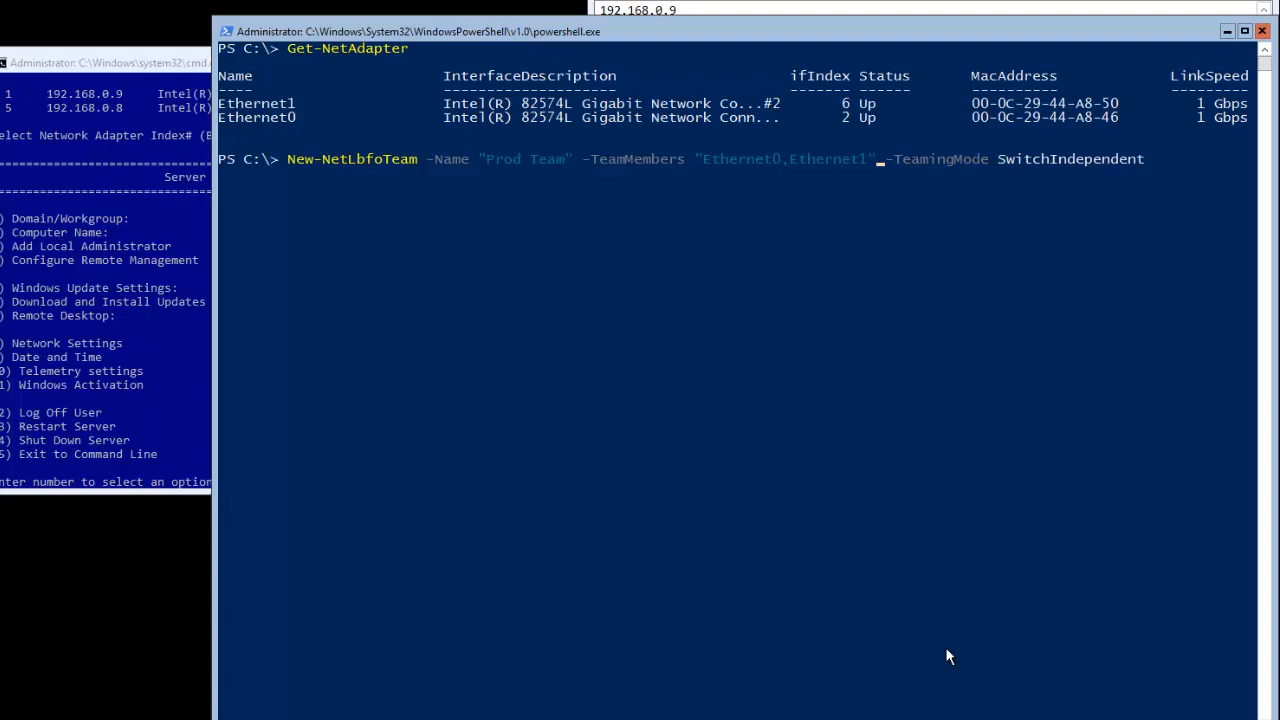 192.168.0.9
Administrator: C:\Windows\System32\WindowsPowerShell\v1.0\powershell.exe
PS C:\> Get-NetAdapter
Name InterfaceDescription ifIndex Status MacAddress LinkSpeed
---- -------------------- ------- ------ ---------- ---------
Ethernet1 Intel(R) 82574L Gigabit Network Co...#2 6 Up 00-0C-29-44-A8-50 1 Gbps
Ethernet0 Intel(R) 82574L Gigabit Network Conn... 2 Up 00-0C-29-44-A8-46 1 Gbps
PS C:\> New-NetLbfoTeam -Name "Prod Team" -TeamMembers "Ethernet0,Ethernet1"_-TeamingMode SwitchIndependent
Administrator: C:\Windows\system32\cmd.
1 192.168.0.9 Intel(R)
5 192.168.0.8 Intel(R)
elect Network Adapter Index# (B
===============================
Server
===============================
) Domain/Workgroup:
) Computer Name:
) Add Local Administrator
) Configure Remote Management
) Windows Update Settings:
) Download and Install Updates
) Remote Desktop:
) Network Settings
) Date and Time
0) Telemetry settings
1) Windows Activation
2) Log Off User
3) Restart Server
4) Shut Down Server
5) Exit to Command Line
nter number to select an option